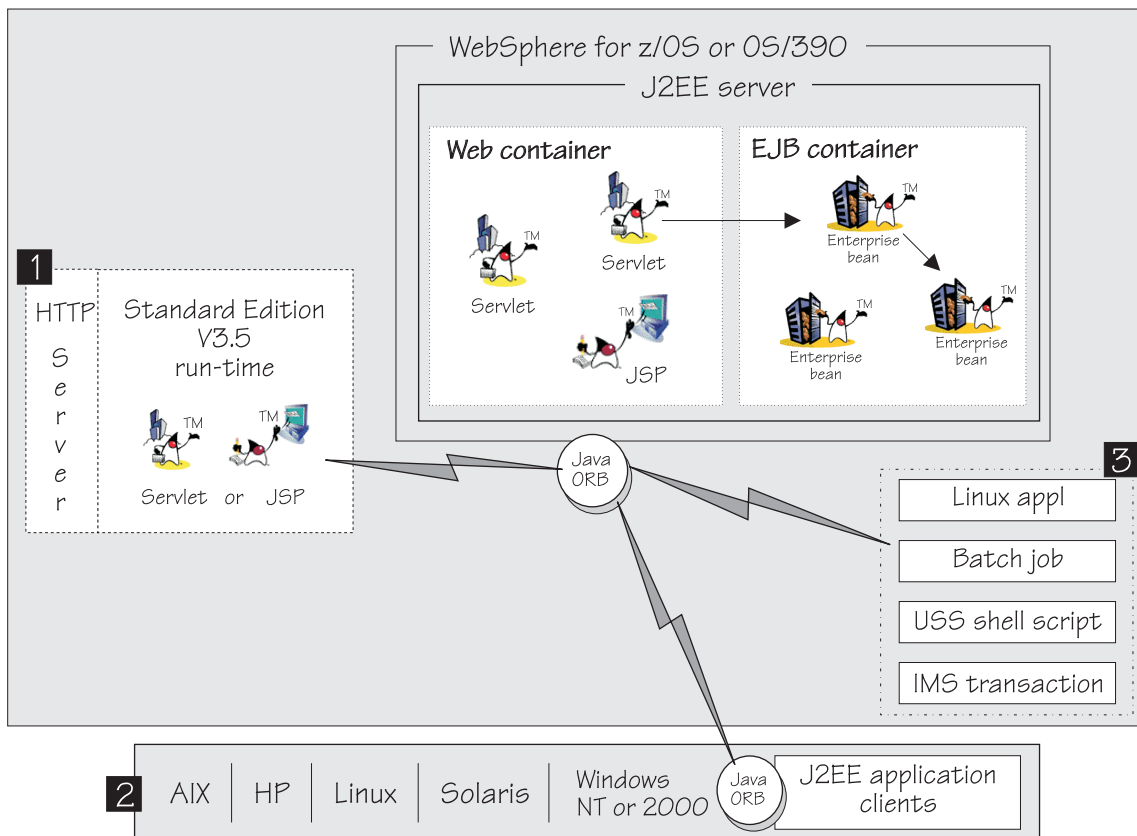 WebSphere for z/OS or OS/390
J2EE server
Web container
TM
Servlet
TM
Servlet
TM
JSP
EJB container
TM
Enterprise
bean
TM
Enterprise
bean
TM
Enterprise
bean
1
HTTP
S
e
r
v
e
r
Standard Edition
V3.5
run-time
TM
TM
Servlet or JSP
Java
ORB
3
Linux appl
Batch job
USS shell script
IMS transaction
2
AIX
HP
Linux
Solaris
Windows
NT or 2000
Java
ORB
J2EE application
clients